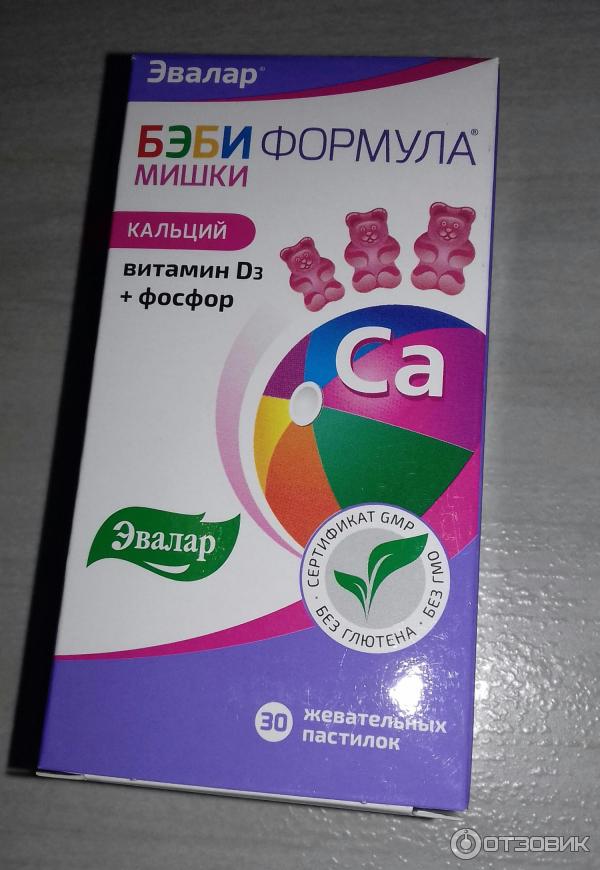 Эвалар®
БЭБИ ФОРМУЛА®
МИШКИ
КАЛЬЦИЙ
витамин D3
+ фосфор
Ca
Эвалар
СЕРТИФИКАТ GMP · БЕЗ ГМО · БЕЗ ГЛЮТЕНА ·
30 жевательных
пастилок
ОТЗОВИК